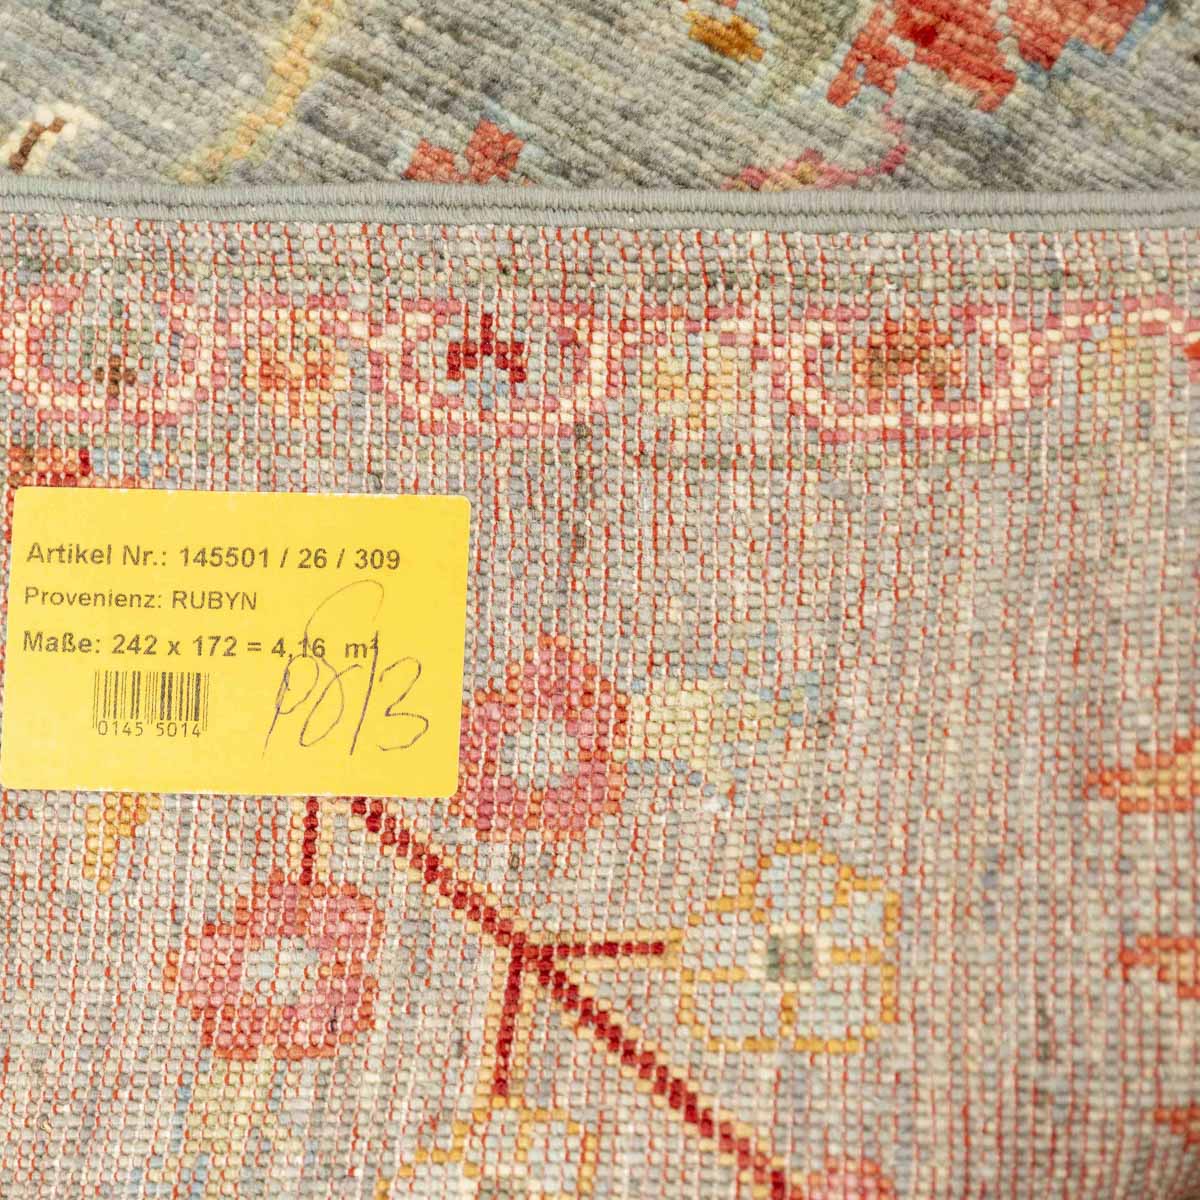 Artikel Nr.: 145501 / 26 / 309
Provenienz: RUBYN
Maße: 242 x 172 = 4,16 m²
0145 5014